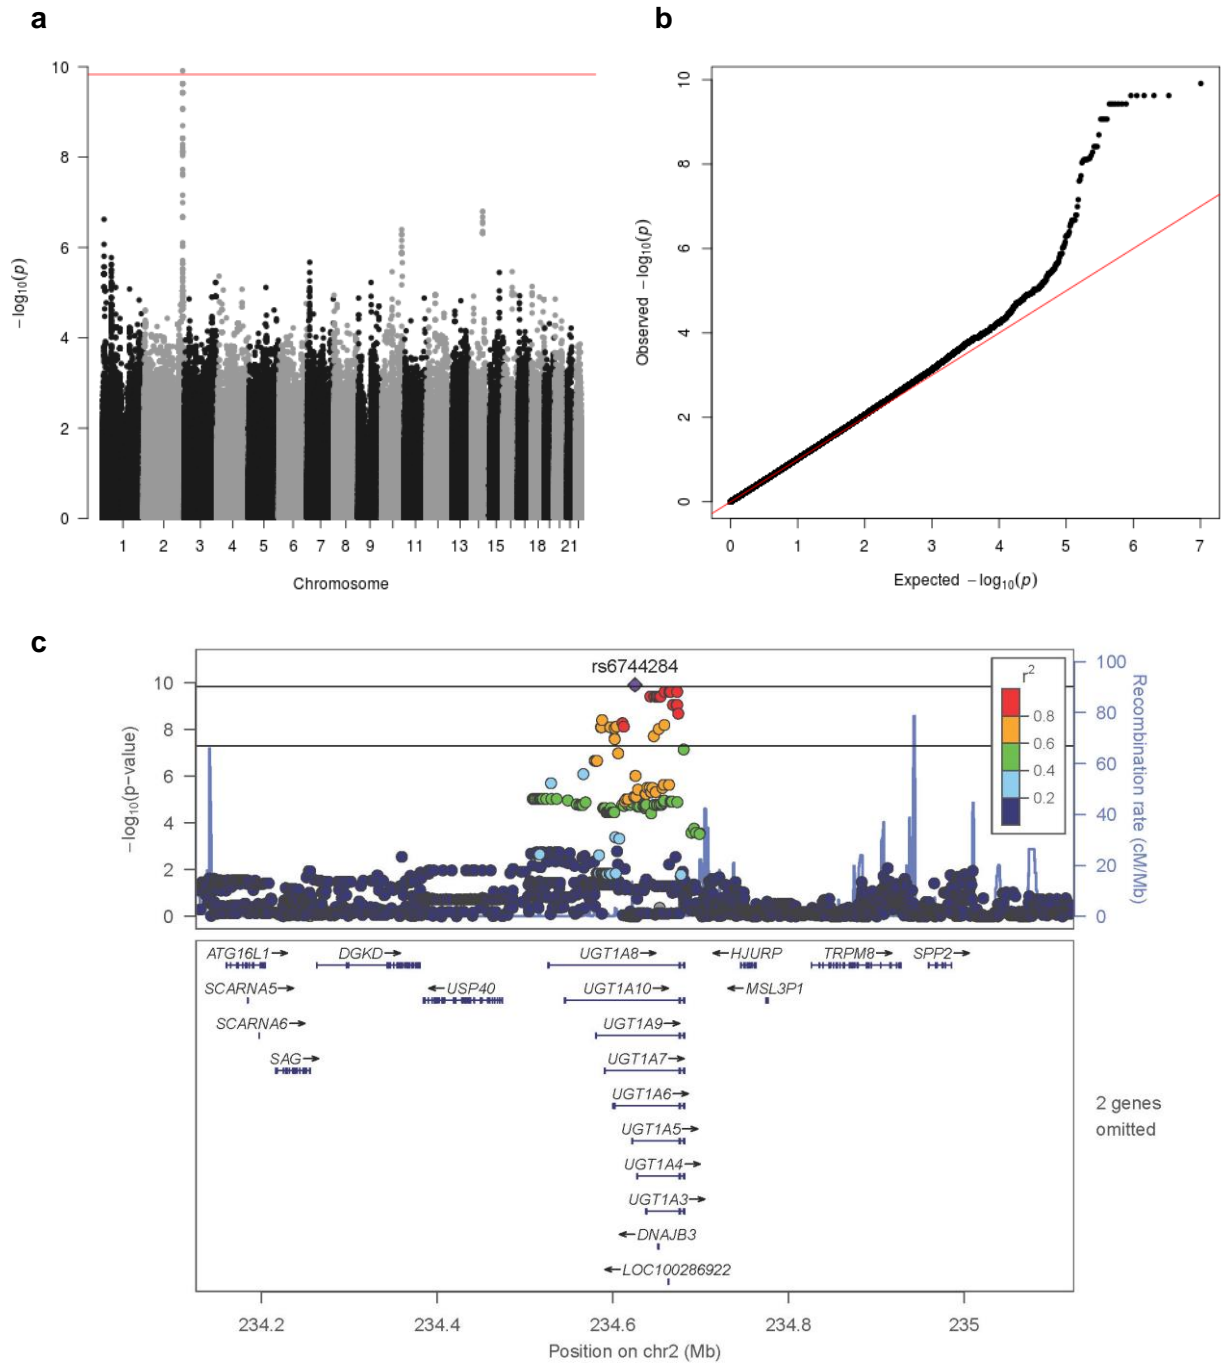 a
b
10
8
6
4
2
0
−log10(p)
1 2 3 4 5 6 7 8 9 11 13 15 18 21
Chromosome
10
8
6
4
2
0
Observed −log10(p)
0 1 2 3 4 5 6 7
Expected −log10(p)
c
rs6744284
10
8
6
4
2
0
−log10(p−value)
r2
0.8
0.6
0.4
0.2
100
80
60
40
20
0
Recombination rate (cM/Mb)
ATG16L1→ DGKD→ UGT1A8→ ←HJURP TRPM8→ SPP2→
SCARNA5→ ←USP40 UGT1A10→ ←MSL3P1
SCARNA6→ UGT1A9→
SAG→ UGT1A7→
UGT1A6→
UGT1A5→
UGT1A4→
UGT1A3→
←DNAJB3
←LOC100286922
2 genes
omitted
234.2 234.4 234.6 234.8 235
Position on chr2 (Mb)